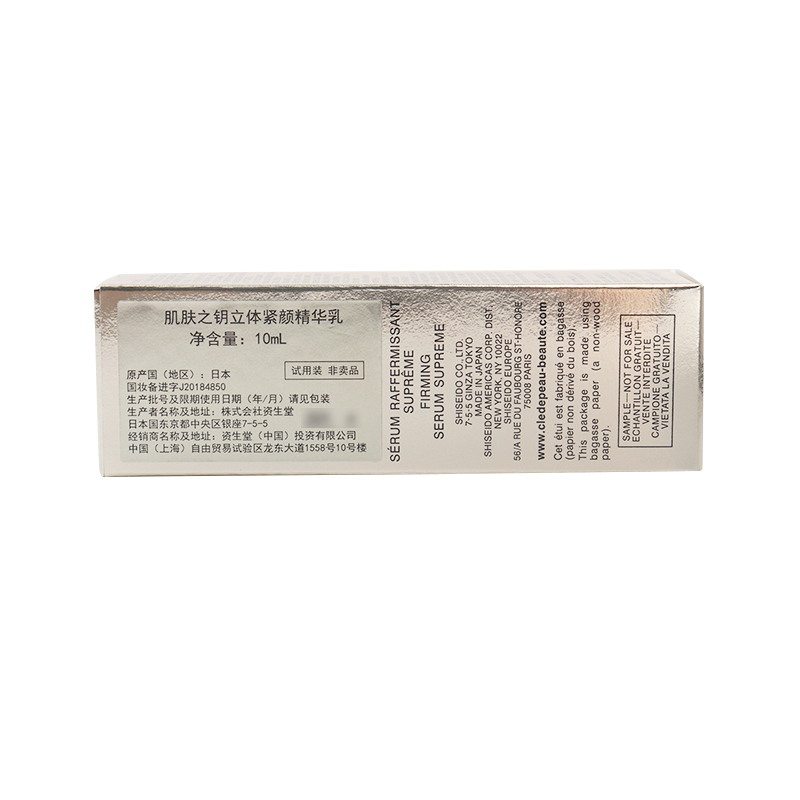 肌肤之钥立体紧颜精华乳
净含量：10mL
原产国（地区）：日本
试用装 非卖品
国妆备进字J20184850
生产批号及限期使用日期（年/月）请见包装
生产者名称及地址：株式会社资生堂
日本国东京都中央区银座7-5-5
经销商名称及地址：资生堂（中国）投资有限公司
中国（上海）自由贸易试验区龙东大道1558号10号楼
SÉRUM RAFFERMISSANT
SUPRÊME
FIRMING
SERUM SUPREME
SHISEIDO CO.,LTD.
7-5-5 GINZA TOKYO
MADE IN JAPAN
SHISEIDO AMERICAS CORP. DIST.
NEW YORK, NY 10022
SHISEIDO EUROPE
56/A RUE DU FAUBOURG ST-HONORÉ
75008 PARIS
www.cledepeau-beaute.com
Cet étui est fabriqué en bagasse
(papier non dérivé du bois).
This package is made using
bagasse paper (a non-wood
paper).
SAMPLE—NOT FOR SALE
ECHANTILLON GRATUIT—
VENTE INTERDITE
CAMPIONE GRATUITO—
VIETATA LA VENDITA